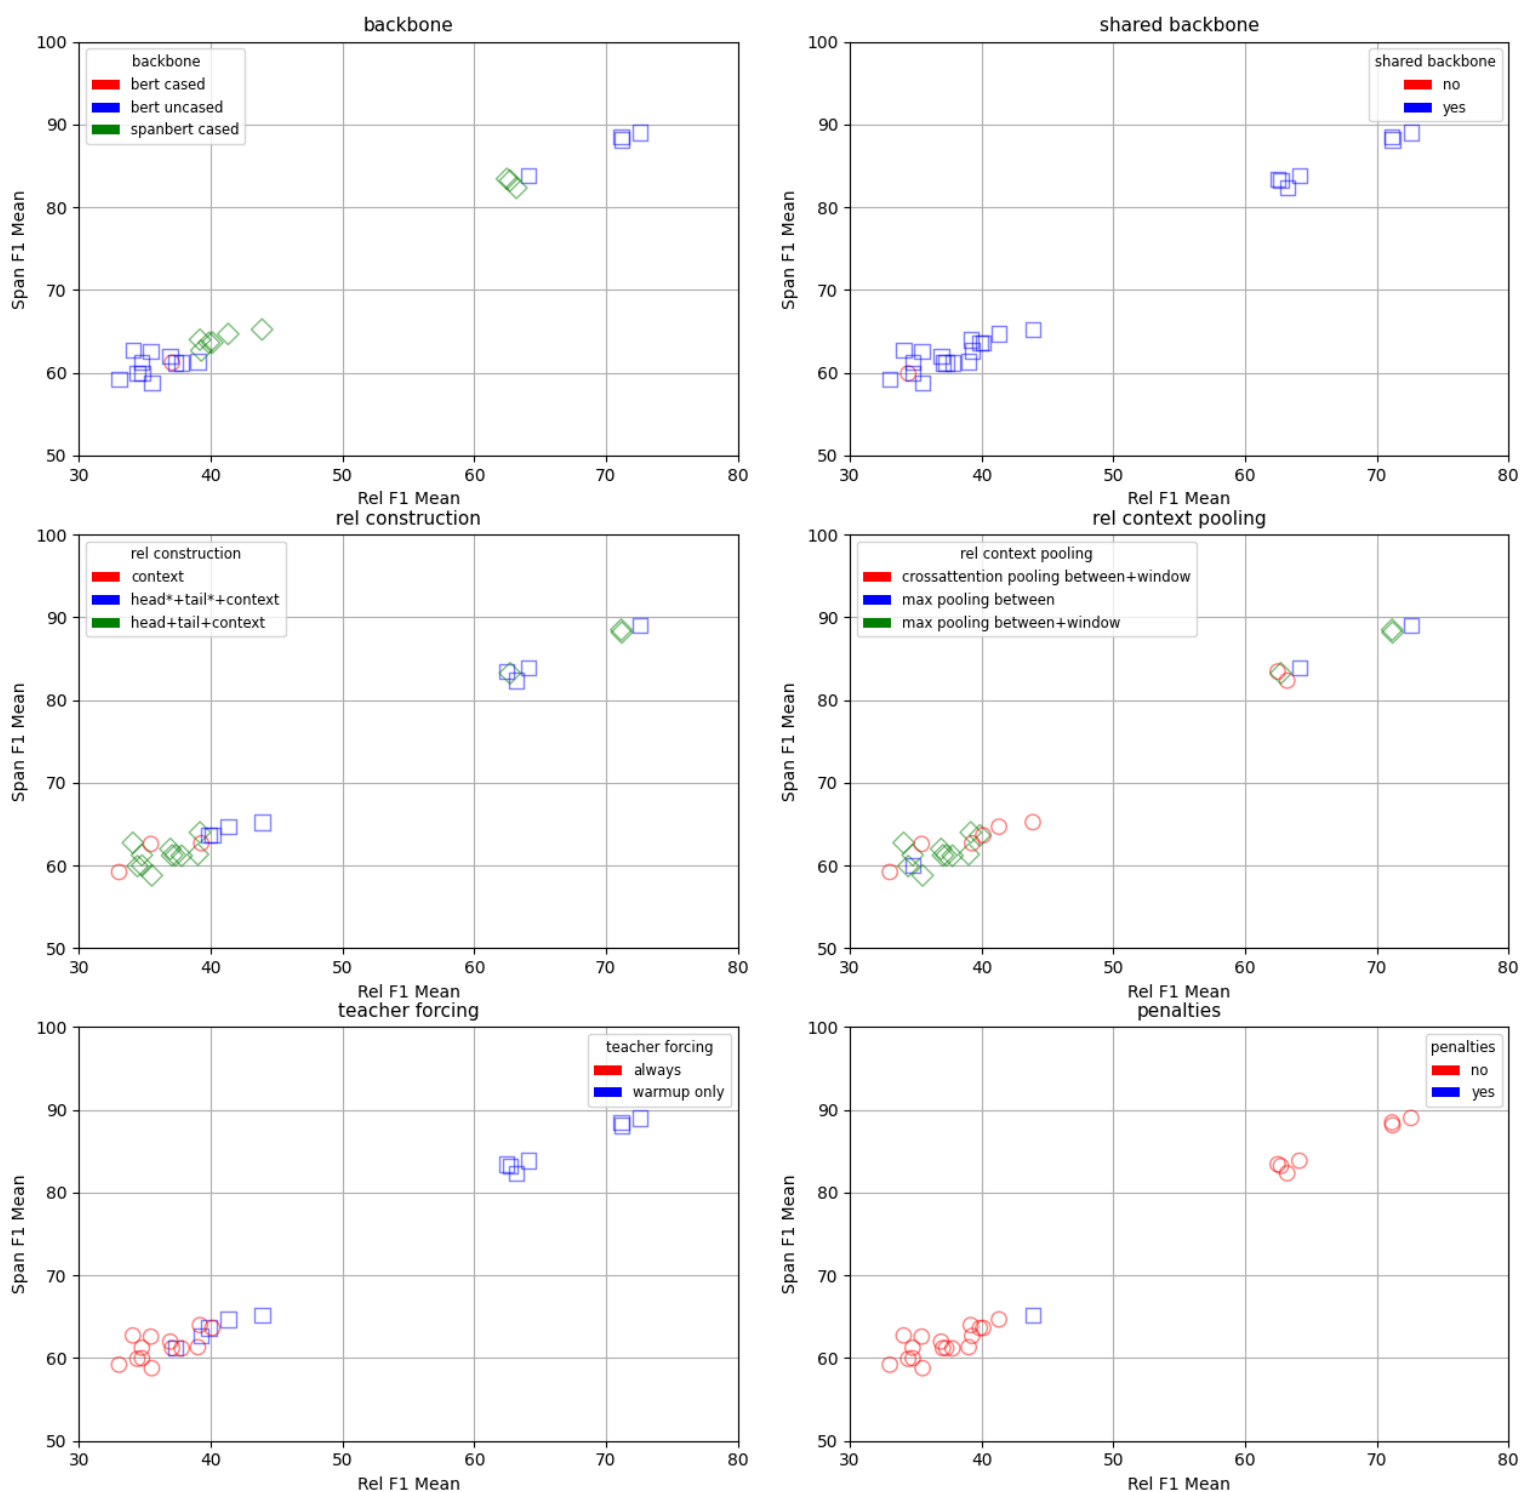 backbone
backbone
bert cased
bert uncased
spanbert cased
100
90
80
70
60
50
30 40 50 60 70 80
Span F1 Mean
Rel F1 Mean
shared backbone
shared backbone
no
yes
100
90
80
70
60
50
30 40 50 60 70 80
Span F1 Mean
Rel F1 Mean
rel construction
rel construction
context
head*+tail*+context
head+tail+context
100
90
80
70
60
50
30 40 50 60 70 80
Span F1 Mean
Rel F1 Mean
rel context pooling
rel context pooling
crossattention pooling between+window
max pooling between
max pooling between+window
100
90
80
70
60
50
30 40 50 60 70 80
Span F1 Mean
Rel F1 Mean
teacher forcing
teacher forcing
always
warmup only
100
90
80
70
60
50
30 40 50 60 70 80
Span F1 Mean
Rel F1 Mean
penalties
penalties
no
yes
100
90
80
70
60
50
30 40 50 60 70 80
Span F1 Mean
Rel F1 Mean